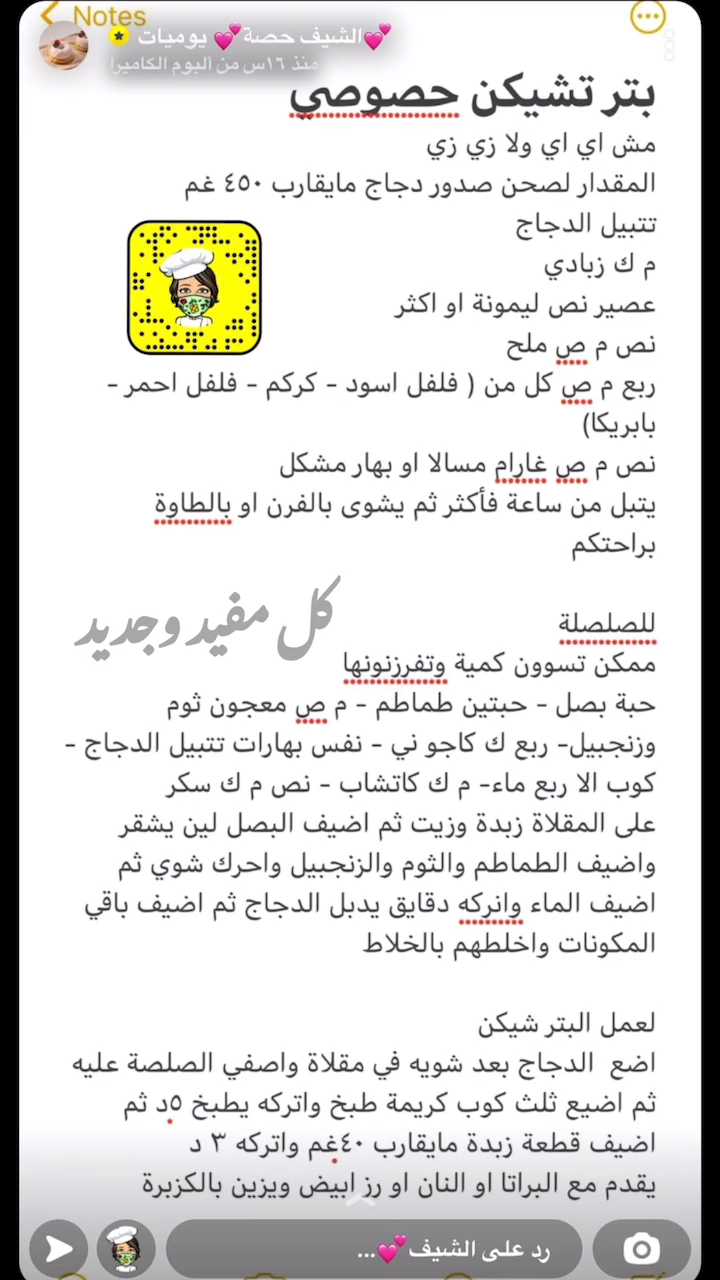 Notes
💕الشيف حصة💕 يوميات
منذ ١٦س من ألبوم الكاميرا
بتر تشيكن حصوصي
مش اي اي ولا زي زي
المقدار لصحن صدور دجاج مايقارب ٤٥٠ غم
تتبيل الدجاج
م ك زبادي
عصير نص ليمونة او اكثر
نص م ص ملح
ربع م ص كل من ( فلفل اسود - كركم - فلفل احمر -
بابريكا)
نص م ص غارام مسالا او بهار مشكل
يتبل من ساعة فأكثر ثم يشوى بالفرن او بالطاوة
براحتكم
كل مفيد وجديد
للصلصلة
ممكن تسوون كمية وتفرزنونها
حبة بصل - حبتين طماطم - م ص معجون ثوم
وزنجبيل- ربع ك كاجو ني - نفس بهارات تتبيل الدجاج -
كوب الا ربع ماء- م ك كاتشاب - نص م ك سكر
على المقلاة زبدة وزيت ثم اضيف البصل لين يشقر
واضيف الطماطم والثوم والزنجبيل واحرك شوي ثم
اضيف الماء وانركه دقايق يدبل الدجاج ثم اضيف باقي
المكونات واخلطهم بالخلاط
لعمل البتر شيكن
اضع الدجاج بعد شويه في مقلاة واصفي الصلصة عليه
ثم اضيع ثلث كوب كريمة طبخ واتركه يطبخ ٥د ثم
اضيف قطعة زبدة مايقارب ٤٠غم واتركه ٣ د
يقدم مع البراتا او النان او رز ابيض ويزين بالكزبرة
رد على الشيف💕...